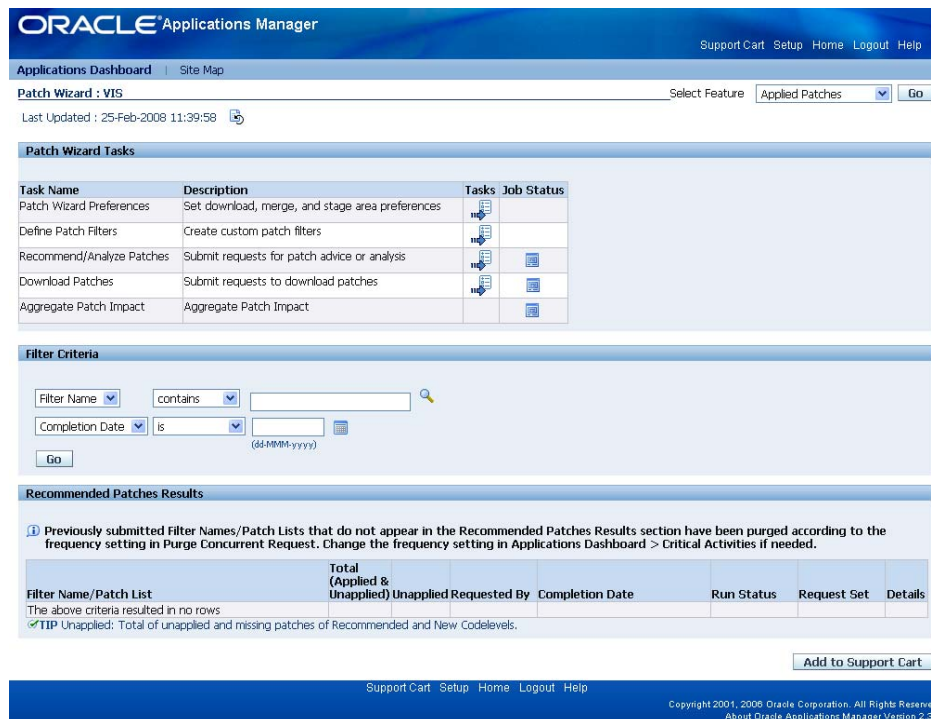 ORACLE Applications Manager
Support Cart Setup Home Logout Help
Applications Dashboard | Site Map
Patch Wizard : VIS
Select Feature Applied Patches Go
Last Updated : 25-Feb-2008 11:39:58
Patch Wizard Tasks
Task Name Description Tasks Job Status
Patch Wizard Preferences Set download, merge, and stage area preferences
Define Patch Filters Create custom patch filters
Recommend/Analyze Patches Submit requests for patch advice or analysis
Download Patches Submit requests to download patches
Aggregate Patch Impact Aggregate Patch Impact
Filter Criteria
Filter Name contains
Completion Date is
(dd-MMM-yyyy)
Go
Recommended Patches Results
Previously submitted Filter Names/Patch Lists that do not appear in the Recommended Patches Results section have been purged according to the
frequency setting in Purge Concurrent Request. Change the frequency setting in Applications Dashboard > Critical Activities if needed.
Total
(Applied &
Filter Name/Patch List Unapplied) Unapplied Requested By Completion Date Run Status Request Set Details
The above criteria resulted in no rows
TIP Unapplied: Total of unapplied and missing patches of Recommended and New Codelevels.
Add to Support Cart
Support Cart Setup Home Logout Help
Copyright 2001, 2006 Oracle Corporation. All Rights Reserve
About Oracle Applications Manager Version 2.3